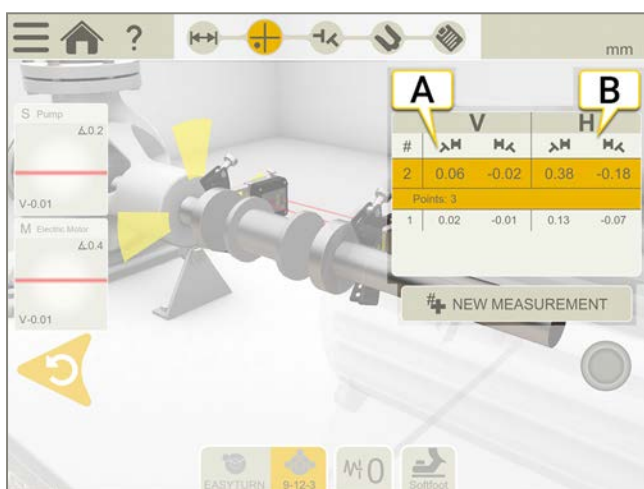 ?
mm
S Pump
∡0.2
V-0.01
M Electric Motor
∡0.4
V-0.01
A
B
V H
#
2 0.06 -0.02 0.38 -0.18
Points: 3
1 0.02 -0.01 0.13 -0.07
# NEW MEASUREMENT
EASYTURN
9-12-3
0
Softfoot